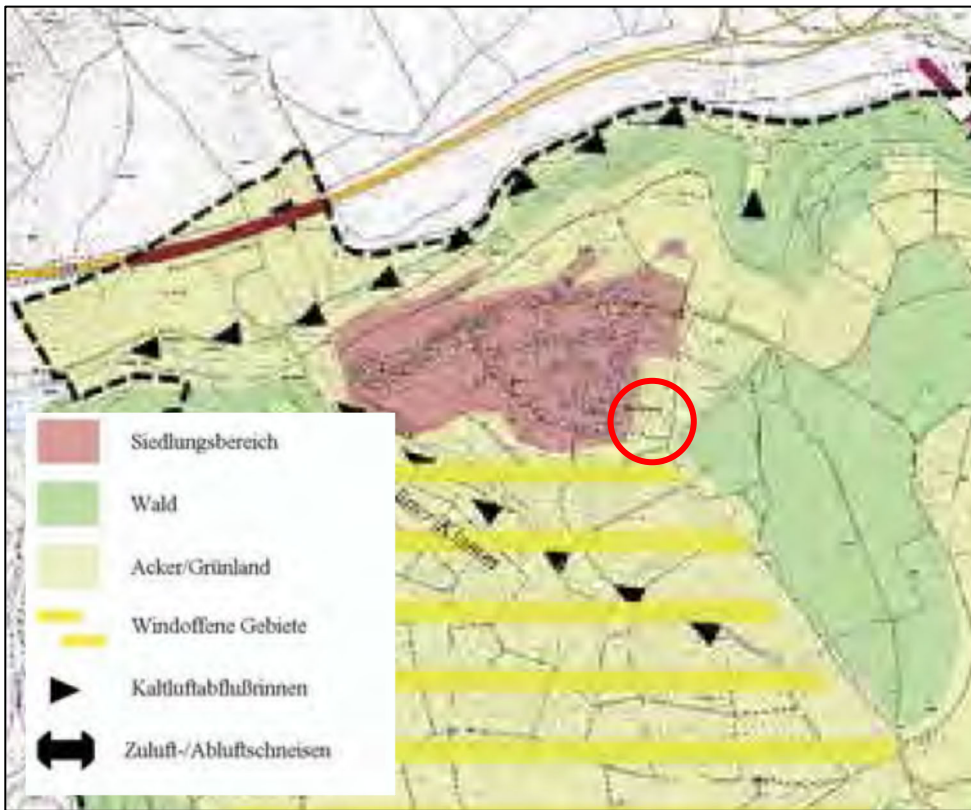 Siedlungsbereich
Wald
Acker/Grünland
Windoffene Gebiete
Kaltluftabflußrinnen
Zuluft-/Abluftschneisen